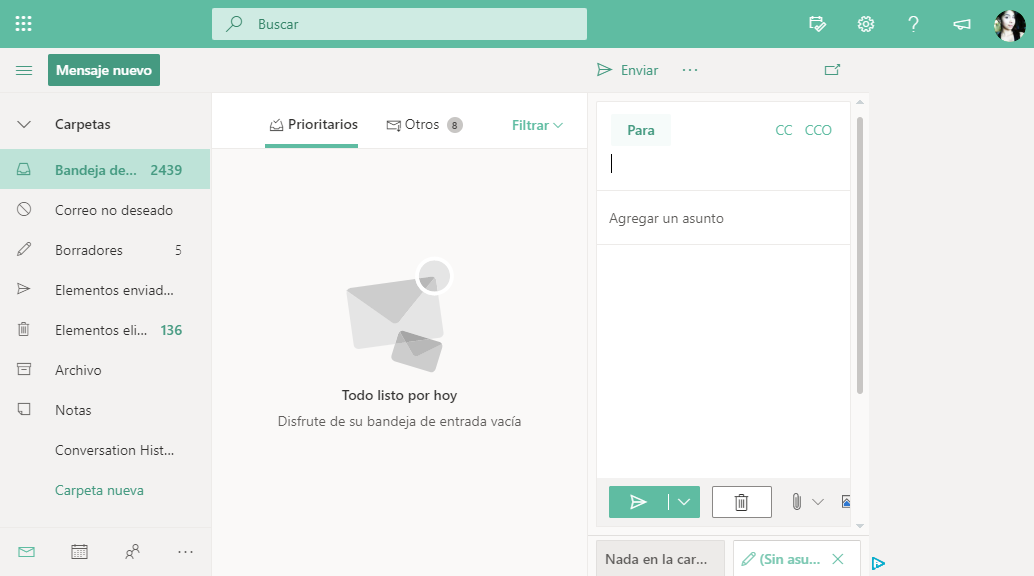 Buscar
Mensaje nuevo
Enviar
Carpetas
Prioritarios
Otros 8
Filtrar
Para
CC CCO
Bandeja de... 2439
Correo no deseado
Agregar un asunto
Borradores 5
Elementos enviad...
Elementos eli... 136
Archivo
Notas
Conversation Hist...
Carpeta nueva
Todo listo por hoy
Disfrute de su bandeja de entrada vacía
Nada en la car...
(Sin asu...